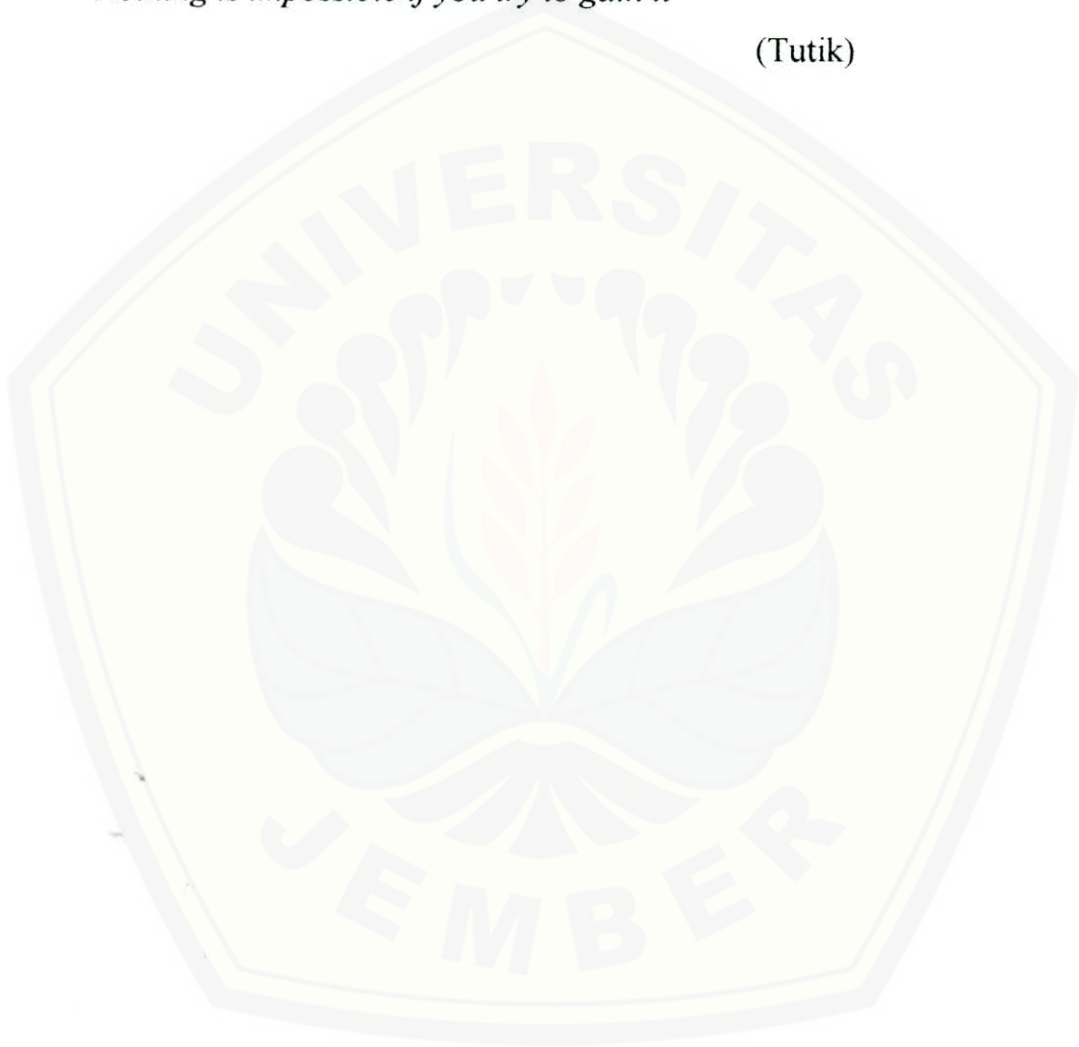 Nothing is impossible if you try to gain it
(Tutik)
UNIVERSITAS
JEMBER